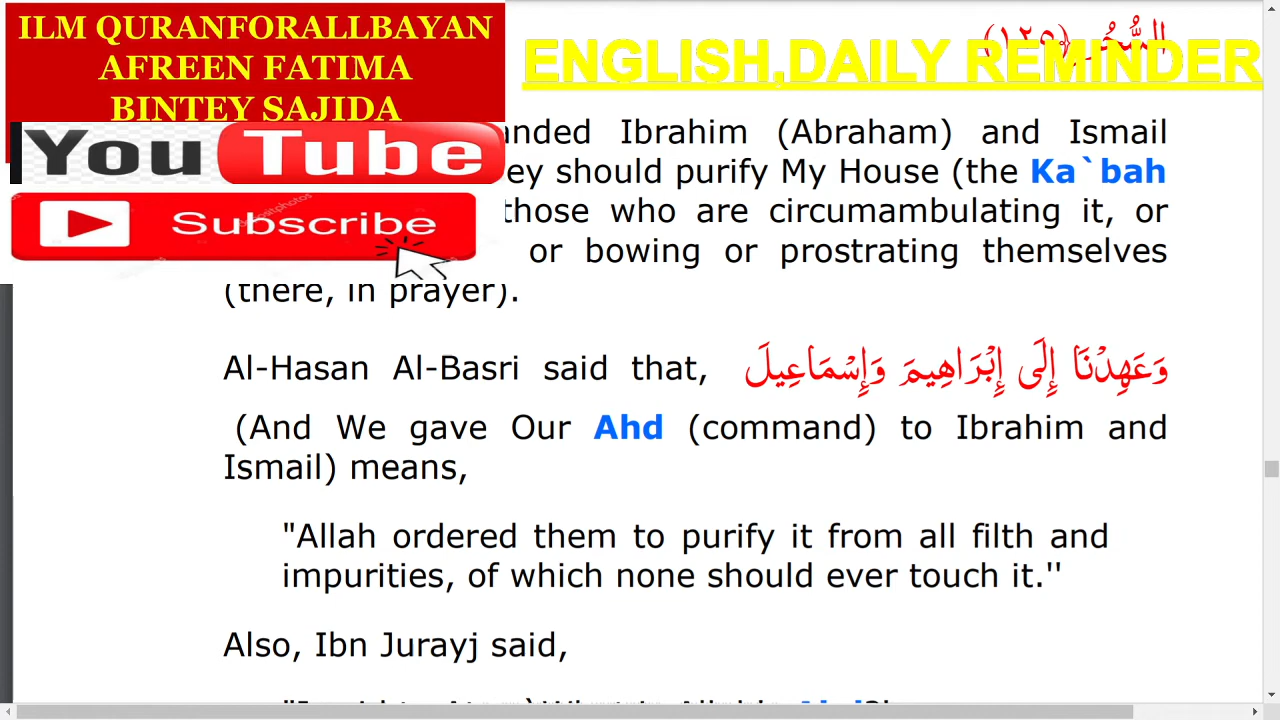 ILM QURANFORALLBAYAN
AFREEN FATIMA
BINTEY SAJIDA
You Tube
Subscribe
ENGLISH,DAILY REMINDER
(١٢٥)
anded Ibrahim (Abraham) and Ismail
ey should purify My House (the Ka`bah
those who are circumambulating it, or
or bowing or prostrating themselves
(there, in prayer).
Al-Hasan Al-Basri said that, وَعَهِدْنَا إِلَى إِبْرَاهِيمَ وَإِسْمَاعِيلَ
(And We gave Our Ahd (command) to Ibrahim and
Ismail) means,
"Allah ordered them to purify it from all filth and
impurities, of which none should ever touch it.''
Also, Ibn Jurayj said,